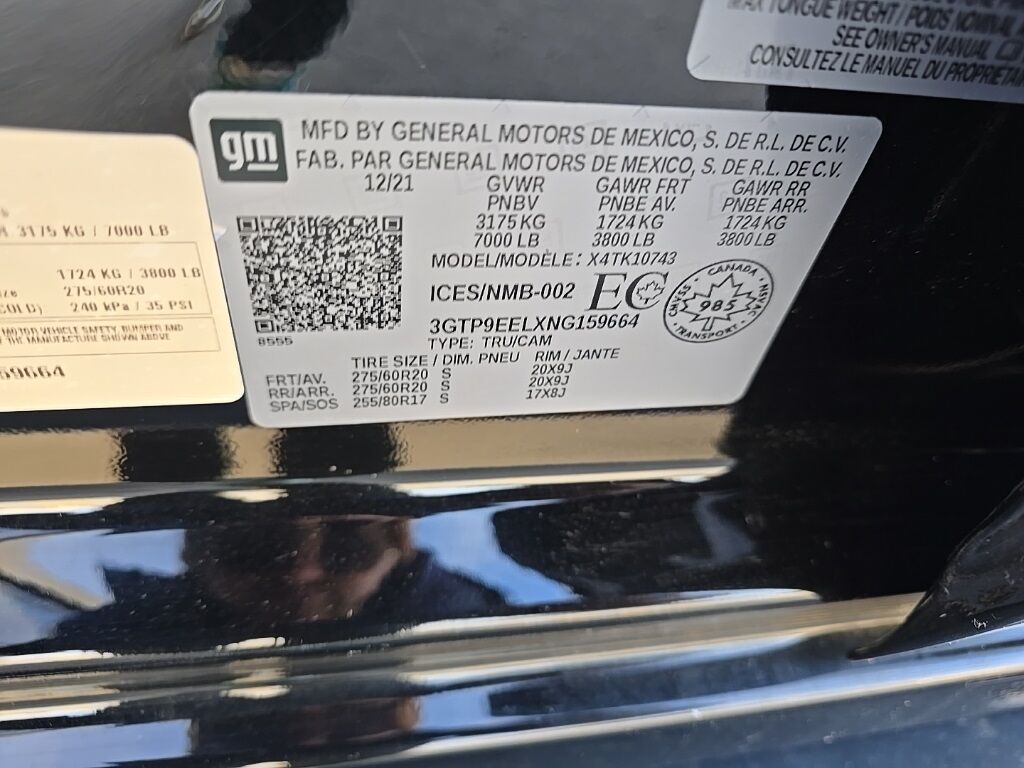 MAX TONGUE WEIGHT / POIDS NOMINAL
SEE OWNER'S MANUAL
CONSULTEZ LE MANUEL DU PROPRIETAI
gm
MFD BY GENERAL MOTORS DE MEXICO, S. DE R.L. DE C.V.
FAB. PAR GENERAL MOTORS DE MEXICO, S. DE R.L. DE C.V.
12/21 GVWR GAWR FRT GAWR RR
PNBV PNBE AV. PNBE ARR.
3175 KG 1724 KG 1724 KG
7000 LB 3800 LB 3800 LB
MODEL/MODÈLE: X4TK10743
ICES/NMB-002 EC
CANADA
985
TRANSPORT
3GTP9EELXNG159664
TYPE: TRU/CAM
8555
TIRE SIZE / DIM. PNEU RIM / JANTE
FRT/AV. 275/60R20 S 20X9J
RR/ARR. 275/60R20 S 20X9J
SPA/SOS 255/80R17 S 17X8J
3175 KG / 7000 LB
1724 KG / 3800 LB
275/60R20
COLD) 240 kPa / 35 PSI
MOTOR VEHICLE SAFETY, BUMPER, AND
THE MANUFACTURE SHOWN ABOVE
59664